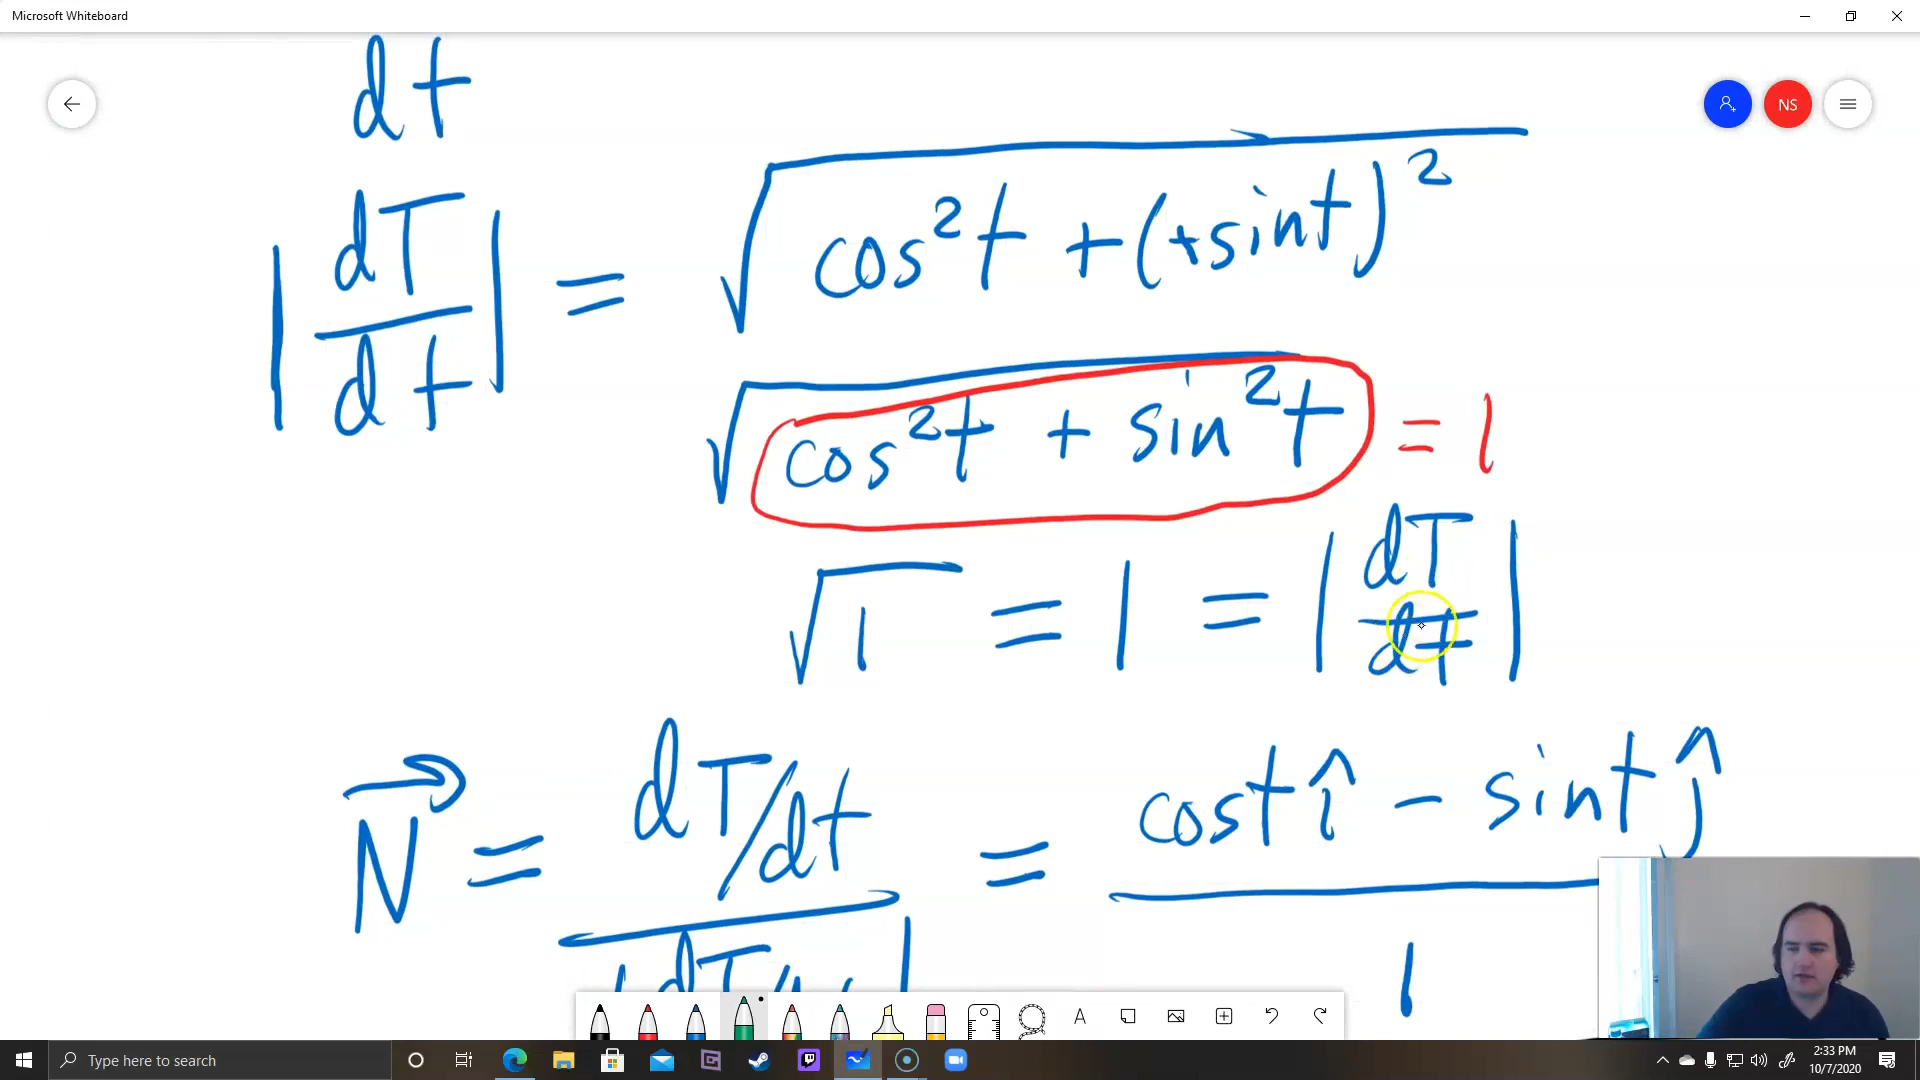 Microsoft Whiteboard
NS
dt
|dT/dt| = √(cos²t + (+sint)²)
√(cos²t + sin²t) = 1
√1 = 1 = |dT/dt|
N⃗ = (dT/dt)/|dT/dt| = (cost î − sint ĵ)/1
A
Type here to search
2:33 PM
10/7/2020